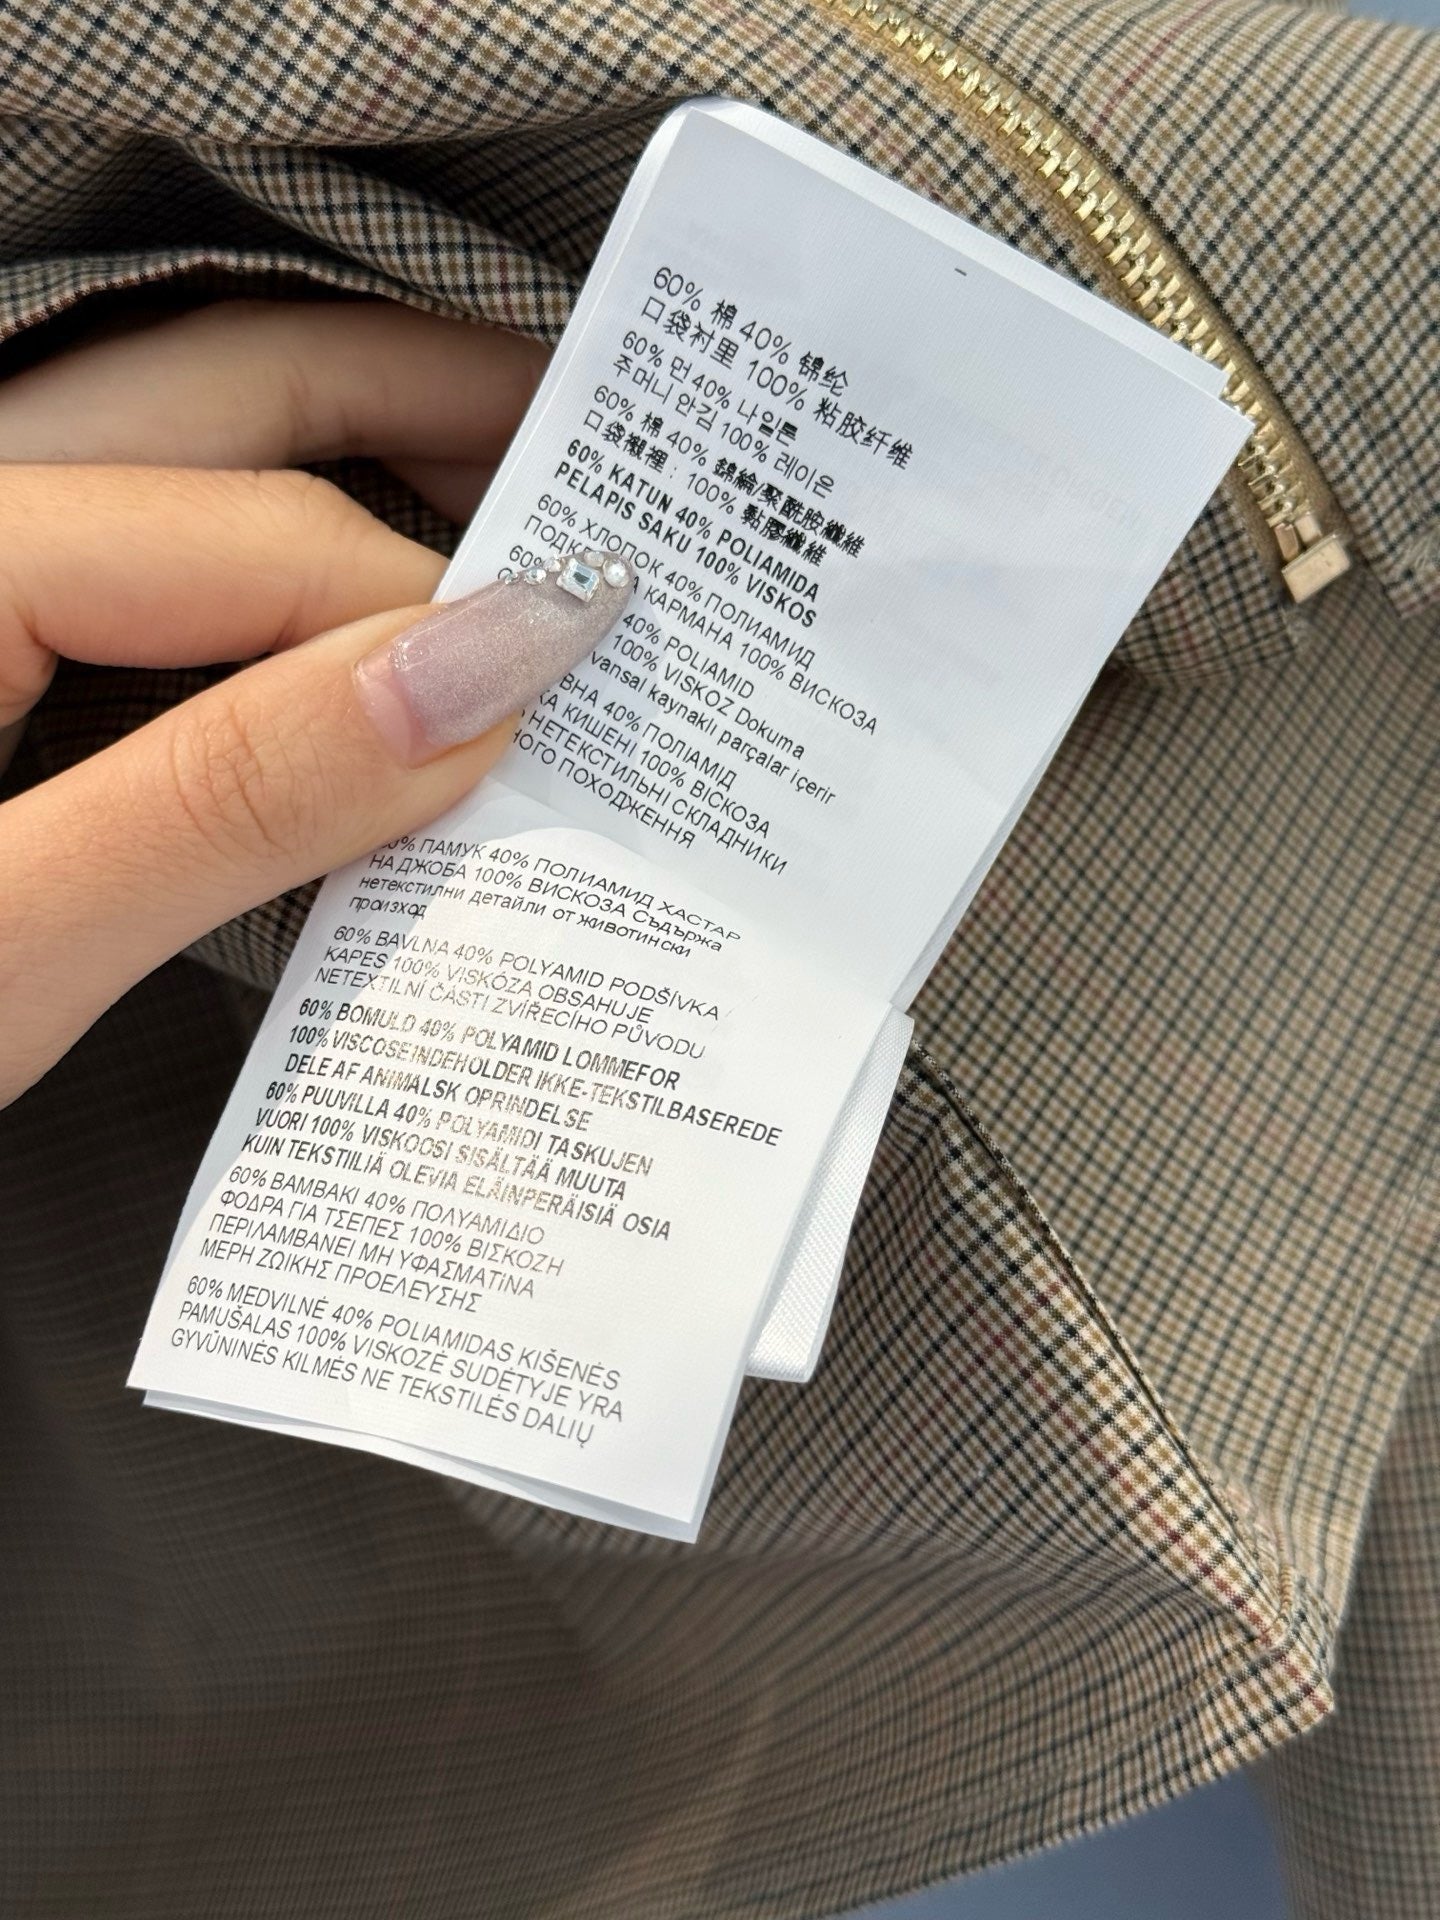 60% 棉 40% 锦纶
口袋衬里 100% 粘胶纤维
60% 면 40% 나일론
주머니 안감 100% 레이온
60% 棉 40% 錦綸/聚酰胺纖維
口袋襯裡: 100% 黏膠纖維
60% KATUN 40% POLIAMIDA
PELAPIS SAKU 100% VISKOS
60% ХЛОПОК 40% ПОЛИАМИД
КАРМАНА 100% ВИСКОЗА
60% 40% POLIAMID
100% VISKOZ Dokuma
kaynaklı parçalar içerir
40% ПОЛІАМІД
КИШЕНІ 100% ВІСКОЗА
НЕТЕКСТИЛЬНІ СКЛАДНИКИ
ПОХОДЖЕННЯ
ПАМУК 40% ПОЛИАМИД ХАСТАР
НА ДЖОБА 100% ВИСКОЗА Съдържа
нетекстилни детайли от животински
произход
60% BAVLNA 40% POLYAMID PODŠÍVKA
KAPES 100% VISKÓZA OBSAHUJE
NETEXTILNÍ ČÁSTI ZVÍŘECÍHO PŮVODU
60% BOMULD 40% POLYAMID LOMMEFOR
100% VISCOSEINDEHOLDER IKKE-TEKSTILBASEREDE
DELE AF ANIMALSK OPRINDELSE
60% PUUVILLA 40% POLYAMIDI TASKUJEN
VUORI 100% VISKOOSI SISÄLTÄÄ MUUTA
KUIN TEKSTIILIÄ OLEVIA ELÄINPERÄISIÄ OSIA
60% ΒΑΜΒΑΚΙ 40% ΠΟΛΥΑΜΙΔΙΟ
ΦΟΔΡΑ ΓΙΑ ΤΣΕΠΕΣ 100% ΒΙΣΚΟΖΗ
ΠΕΡΙΛΑΜΒΑΝΕΙ ΜΗ ΥΦΑΣΜΑΤίΝΑ
ΜΕΡΗ ΖΩΙΚΗΣ ΠΡΟΕΛΕΥΣΗΣ
60% MEDVILNĖ 40% POLIAMIDAS KIŠENĖS
PAMUŠALAS 100% VISKOZĖ SUDĖTYJE YRA
GYVŪNINĖS KILMĖS NE TEKSTILĖS DALIŲ